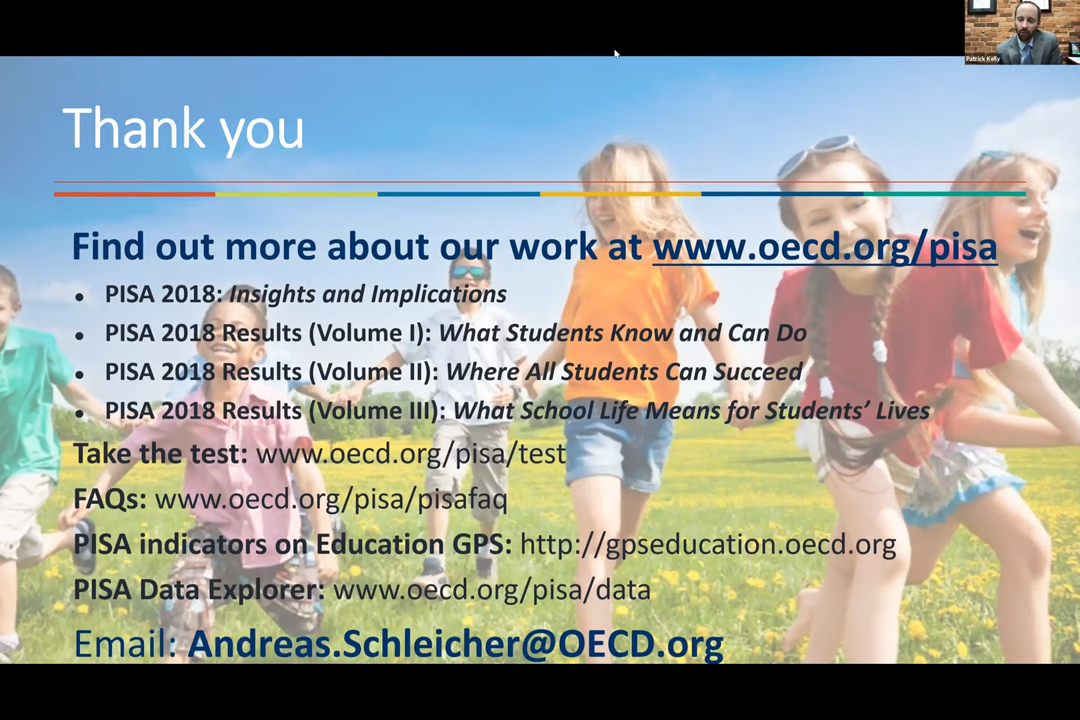 Patrick Kelly
Thank you
Find out more about our work at www.oecd.org/pisa
• PISA 2018: Insights and Implications
• PISA 2018 Results (Volume I): What Students Know and Can Do
• PISA 2018 Results (Volume II): Where All Students Can Succeed
• PISA 2018 Results (Volume III): What School Life Means for Students’ Lives
Take the test: www.oecd.org/pisa/test
FAQs: www.oecd.org/pisa/pisafaq
PISA indicators on Education GPS: http://gpseducation.oecd.org
PISA Data Explorer: www.oecd.org/pisa/data
Email: Andreas.Schleicher@OECD.org